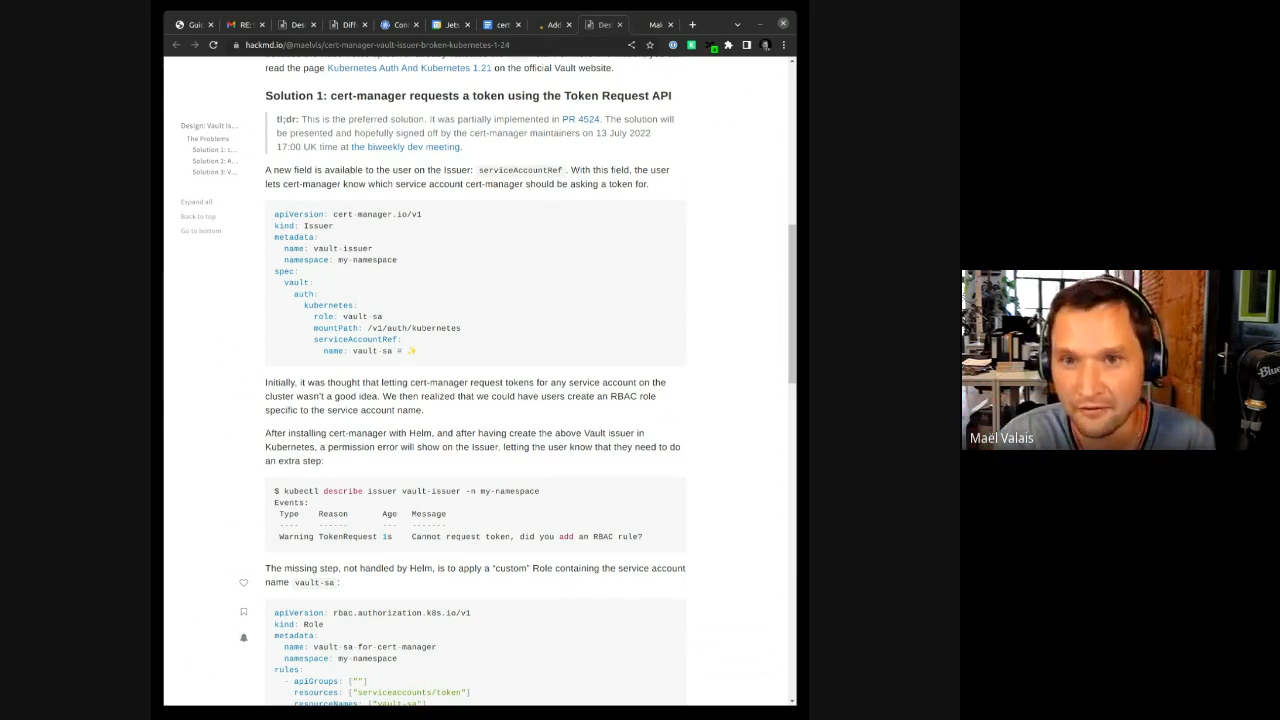 Guic
RE:
Desi
Diff
Con
Jets
cert
Add
Des
Mai
hackmd.io/@maelvls/cert-manager-vault-issuer-broken-kubernetes-1-24
read the page Kubernetes Auth And Kubernetes 1.21 on the official Vault website.
Solution 1: cert-manager requests a token using the Token Request API
Design: Vault Is...
The Problems
Solution 1: c...
Solution 2: A...
Solution 3: V...
Expand all
Back to top
Go to bottom
tl;dr: This is the preferred solution. It was partially implemented in PR 4524. The solution will
be presented and hopefully signed off by the cert-manager maintainers on 13 July 2022
17:00 UK time at the biweekly dev meeting.
A new field is available to the user on the Issuer: serviceAccountRef. With this field, the user
lets cert-manager know which service account cert-manager should be asking a token for.
apiVersion: cert-manager.io/v1
kind: Issuer
metadata:
name: vault-issuer
namespace: my-namespace
spec:
vault:
auth:
kubernetes:
role: vault-sa
mountPath: /v1/auth/kubernetes
serviceAccountRef:
name: vault-sa # ✨
Initially, it was thought that letting cert-manager request tokens for any service account on the
cluster wasn't a good idea. We then realized that we could have users create an RBAC role
specific to the service account name.
After installing cert-manager with Helm, and after having create the above Vault issuer in
Kubernetes, a permission error will show on the Issuer, letting the user know that they need to do
an extra step:
$ kubectl describe issuer vault-issuer -n my-namespace
Events:
Type Reason Age Message
---- ------ --- -------
Warning TokenRequest 1s Cannot request token, did you add an RBAC rule?
The missing step, not handled by Helm, is to apply a “custom” Role containing the service account
name vault-sa:
apiVersion: rbac.authorization.k8s.io/v1
kind: Role
metadata:
name: vault-sa-for-cert-manager
namespace: my-namespace
rules:
- apiGroups: [""]
resources: ["serviceaccounts/token"]
resourceNames: ["vault-sa"]
Maël Valais
Blue